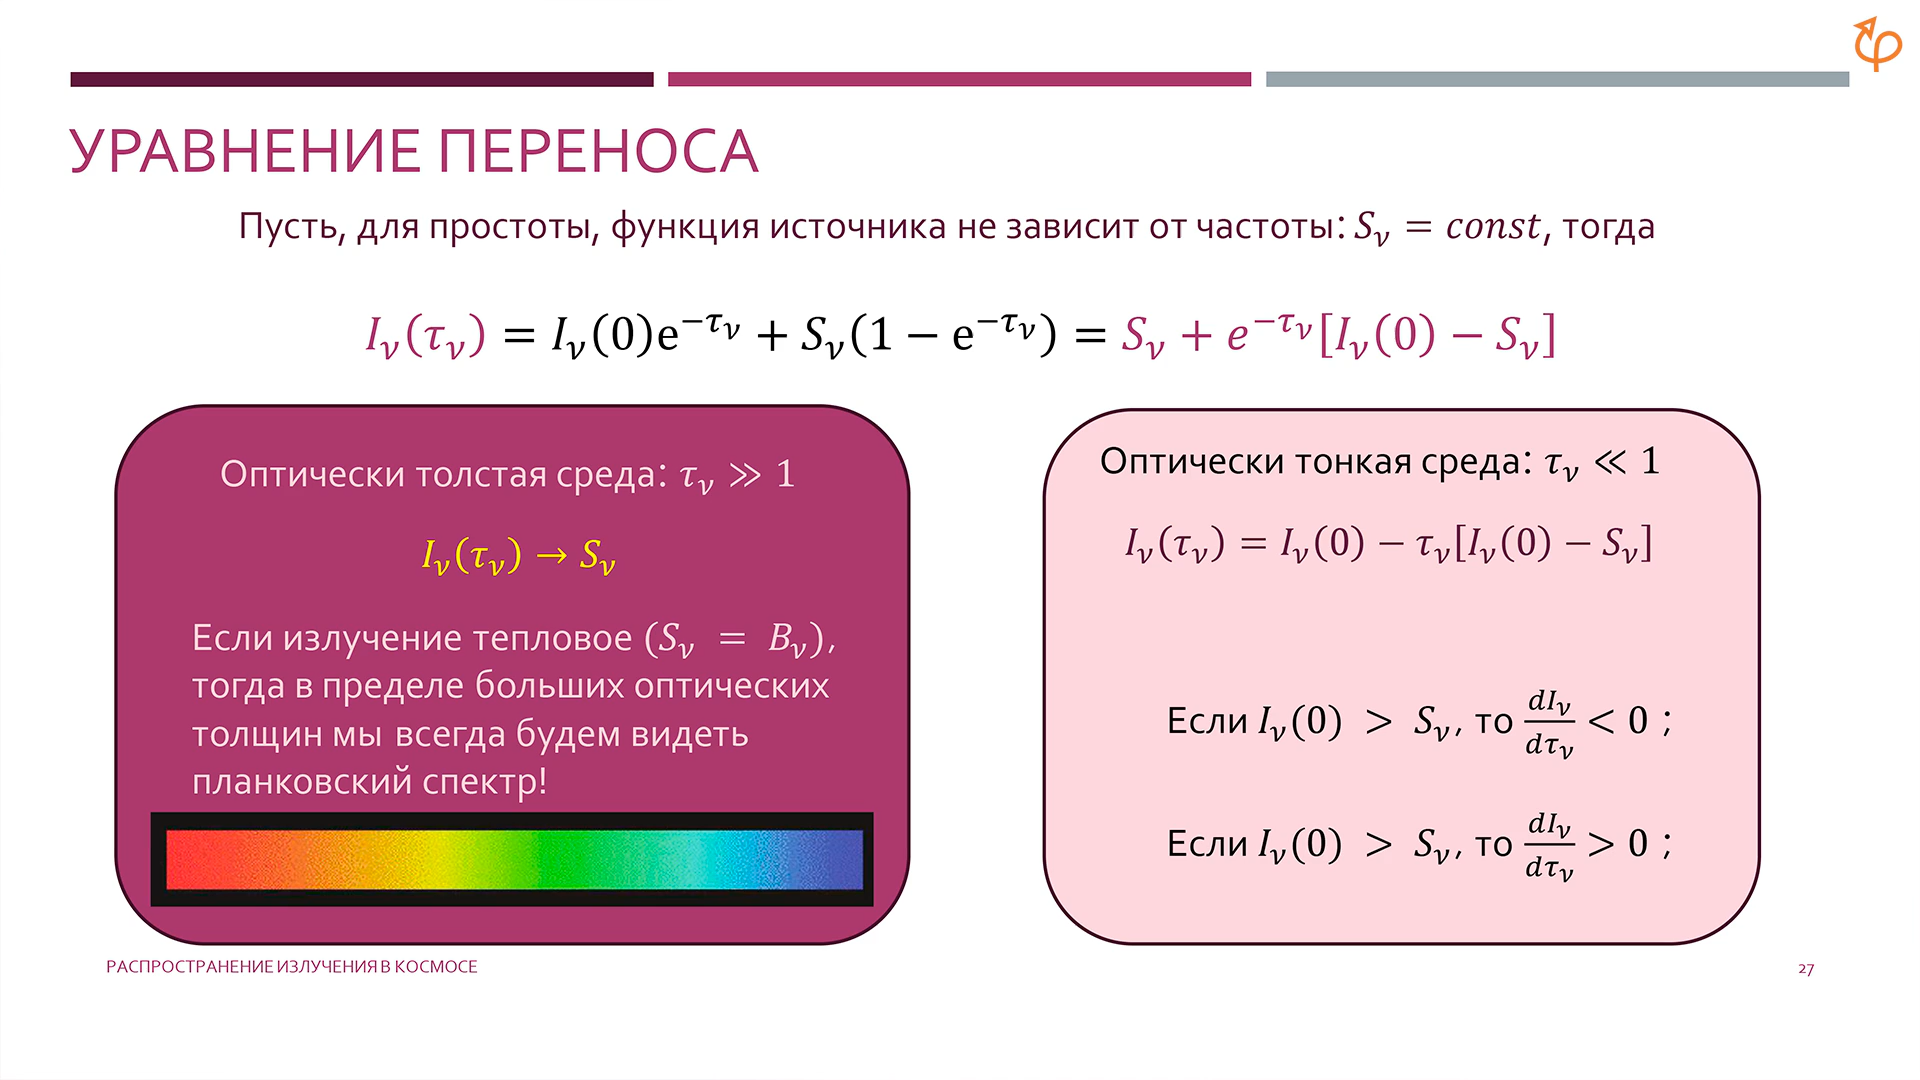 УРАВНЕНИЕ ПЕРЕНОСА
Пусть, для простоты, функция источника не зависит от частоты: S_ν = const, тогда
I_ν(τ_ν) = I_ν(0)e^{−τ_ν} + S_ν(1 − e^{−τ_ν}) = S_ν + e^{−τ_ν}[I_ν(0) − S_ν]
Оптически толстая среда: τ_ν ≫ 1
I_ν(τ_ν) → S_ν
Если излучение тепловое (S_ν = B_ν),
тогда в пределе больших оптических
толщин мы всегда будем видеть
планковский спектр!
Оптически тонкая среда: τ_ν ≪ 1
I_ν(τ_ν) = I_ν(0) − τ_ν[I_ν(0) − S_ν]
Если I_ν(0) > S_ν, то dI_ν/dτ_ν < 0 ;
Если I_ν(0) > S_ν, то dI_ν/dτ_ν > 0 ;
РАСПРОСТРАНЕНИЕ ИЗЛУЧЕНИЯ В КОСМОСЕ
27